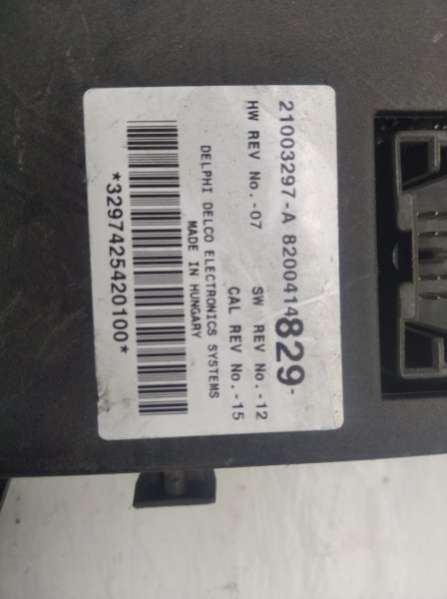 21003297-A 8200414829-
HW REV No.-07 SW REV No.-12
CAL REV No.-15
DELPHI DELCO ELECTRONICS SYSTEMS
MADE IN HUNGARY
*3297425420100*